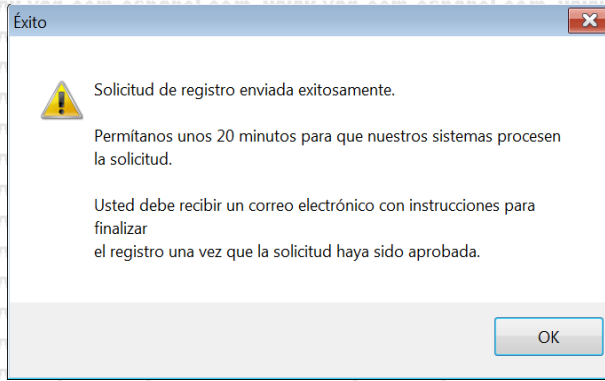 Éxito
Solicitud de registro enviada exitosamente.
Permítanos unos 20 minutos para que nuestros sistemas procesen
la solicitud.
Usted debe recibir un correo electrónico con instrucciones para
finalizar
el registro una vez que la solicitud haya sido aprobada.
OK